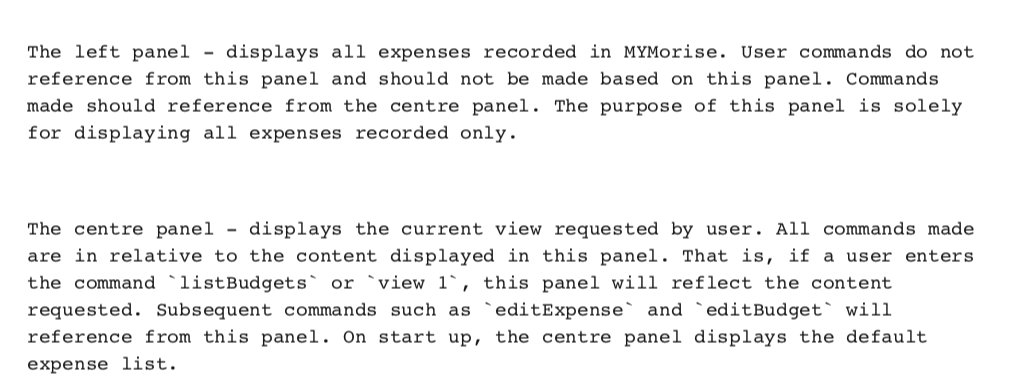 The left panel – displays all expenses recorded in MYMorise. User commands do not
reference from this panel and should not be made based on this panel. Commands
made should reference from the centre panel. The purpose of this panel is solely
for displaying all expenses recorded only.
The centre panel – displays the current view requested by user. All commands made
are in relative to the content displayed in this panel. That is, if a user enters
the command `listBudgets` or `view 1`, this panel will reflect the content
requested. Subsequent commands such as `editExpense` and `editBudget` will
reference from this panel. On start up, the centre panel displays the default
expense list.